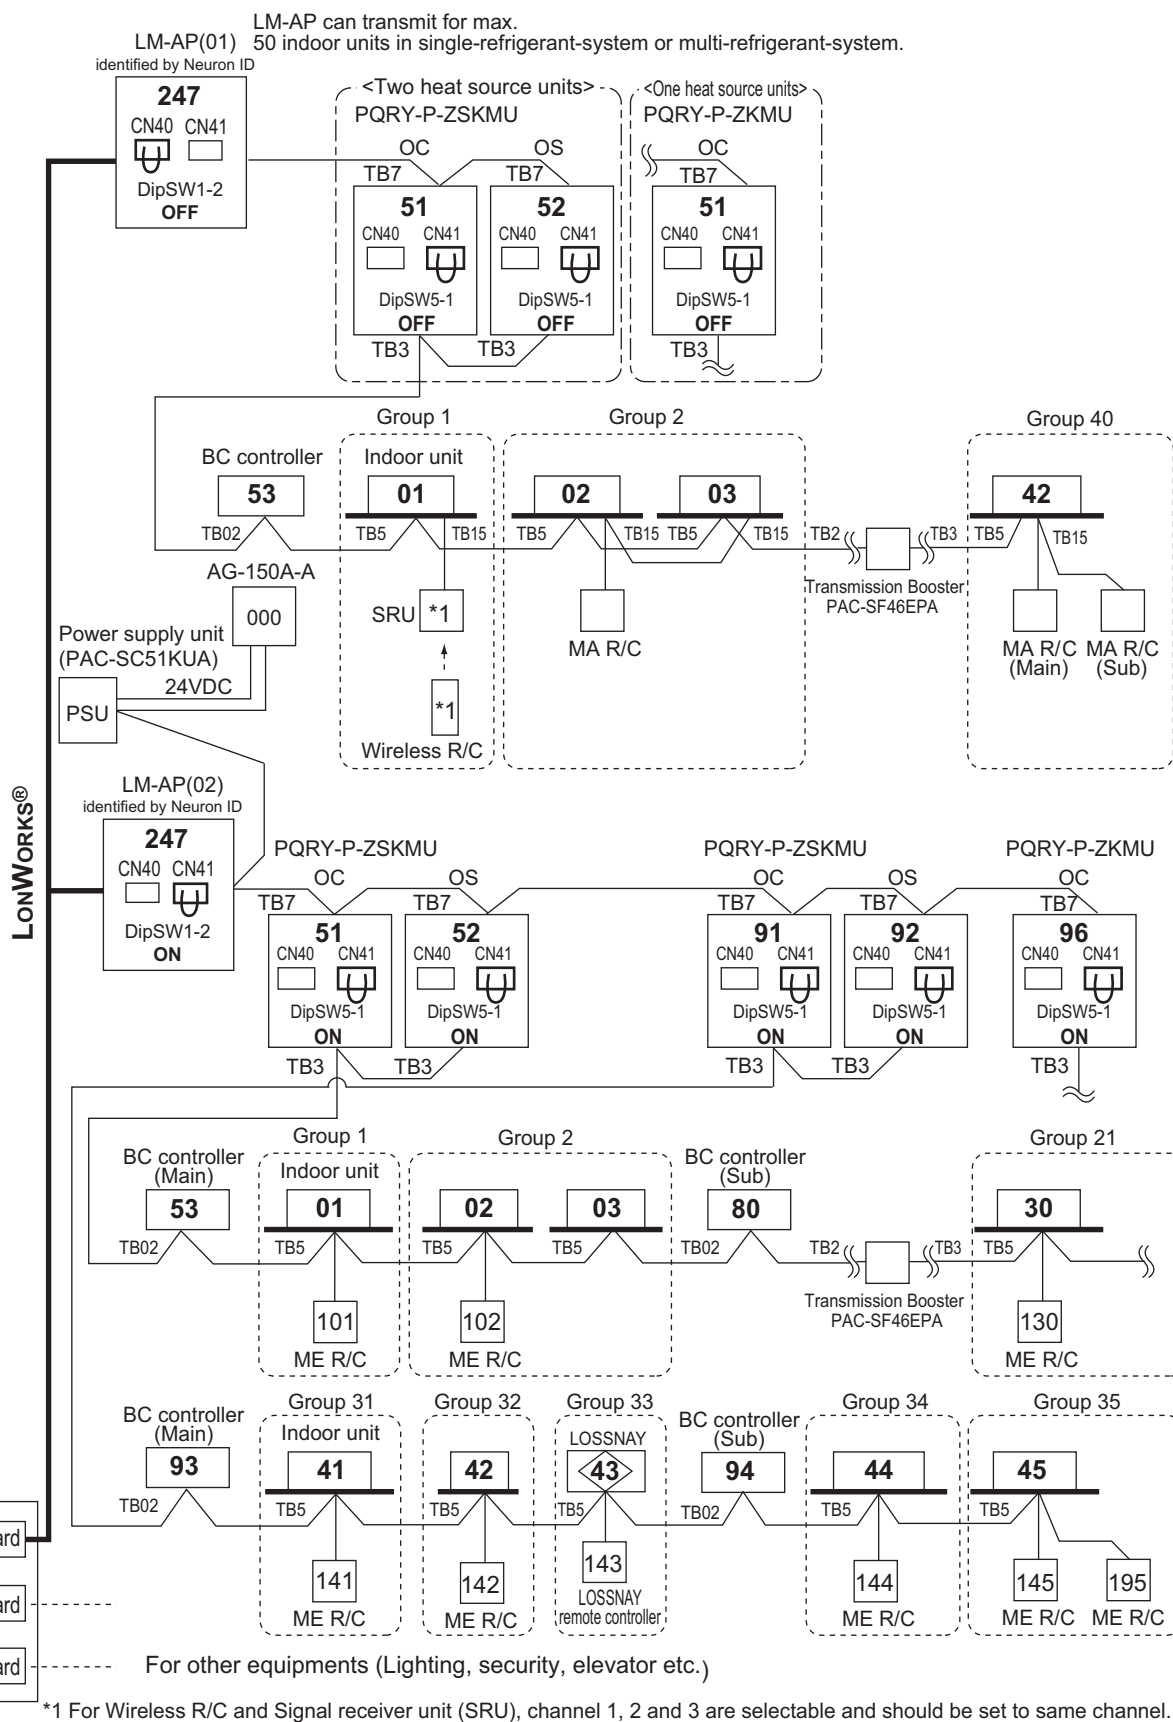 LM-AP can transmit for max.
50 indoor units in single-refrigerant-system or multi-refrigerant-system.
LM-AP(01)
identified by Neuron ID
247
CN40 CN41
DipSW1-2
OFF
<Two heat source units>
PQRY-P-ZSKMU
OC OS
TB7 TB7
51 52
CN40 CN41 CN40 CN41
DipSW5-1 DipSW5-1
OFF OFF
TB3 TB3
<One heat source units>
PQRY-P-ZKMU
OC
TB7
51
CN40 CN41
DipSW5-1
OFF
TB3
Group 1 Group 2 Group 40
BC controller Indoor unit
53 01 02 03 42
TB02 TB5 TB15 TB5 TB15 TB5 TB15 TB2 TB3 TB5 TB15
Transmission Booster
PAC-SF46EPA
AG-150A-A
000
SRU *1
MA R/C
MA R/C
(Main)
MA R/C
(Sub)
*1
Wireless R/C
Power supply unit
(PAC-SC51KUA)
24VDC
PSU
LONWORKS®
LM-AP(02)
identified by Neuron ID
247
CN40 CN41
DipSW1-2
ON
PQRY-P-ZSKMU PQRY-P-ZSKMU PQRY-P-ZKMU
OC OS OC OS OC
TB7 TB7 TB7 TB7 TB7
51 52 91 92 96
CN40 CN41 CN40 CN41 CN40 CN41 CN40 CN41 CN40 CN41
DipSW5-1 DipSW5-1 DipSW5-1 DipSW5-1 DipSW5-1
ON ON ON ON ON
TB3 TB3 TB3 TB3 TB3
Group 1 Group 2 Group 21
BC controller
(Main)
Indoor unit
BC controller
(Sub)
53 01 02 03 80 30
TB02 TB5 TB5 TB5 TB02 TB2 TB3 TB5
Transmission Booster
PAC-SF46EPA
101 102 130
ME R/C ME R/C ME R/C
Group 31 Group 32 Group 33 Group 34 Group 35
BC controller
(Main)
Indoor unit
LOSSNAY
BC controller
(Sub)
93 41 42 43 94 44 45
TB02 TB5 TB5 TB5 TB02 TB5 TB5
141 142 143 144 145 195
ME R/C ME R/C
LOSSNAY
remote controller
ME R/C ME R/C ME R/C
ard
ard
ard
For other equipments (Lighting, security, elevator etc.)
*1 For Wireless R/C and Signal receiver unit (SRU), channel 1, 2 and 3 are selectable and should be set to same channel.